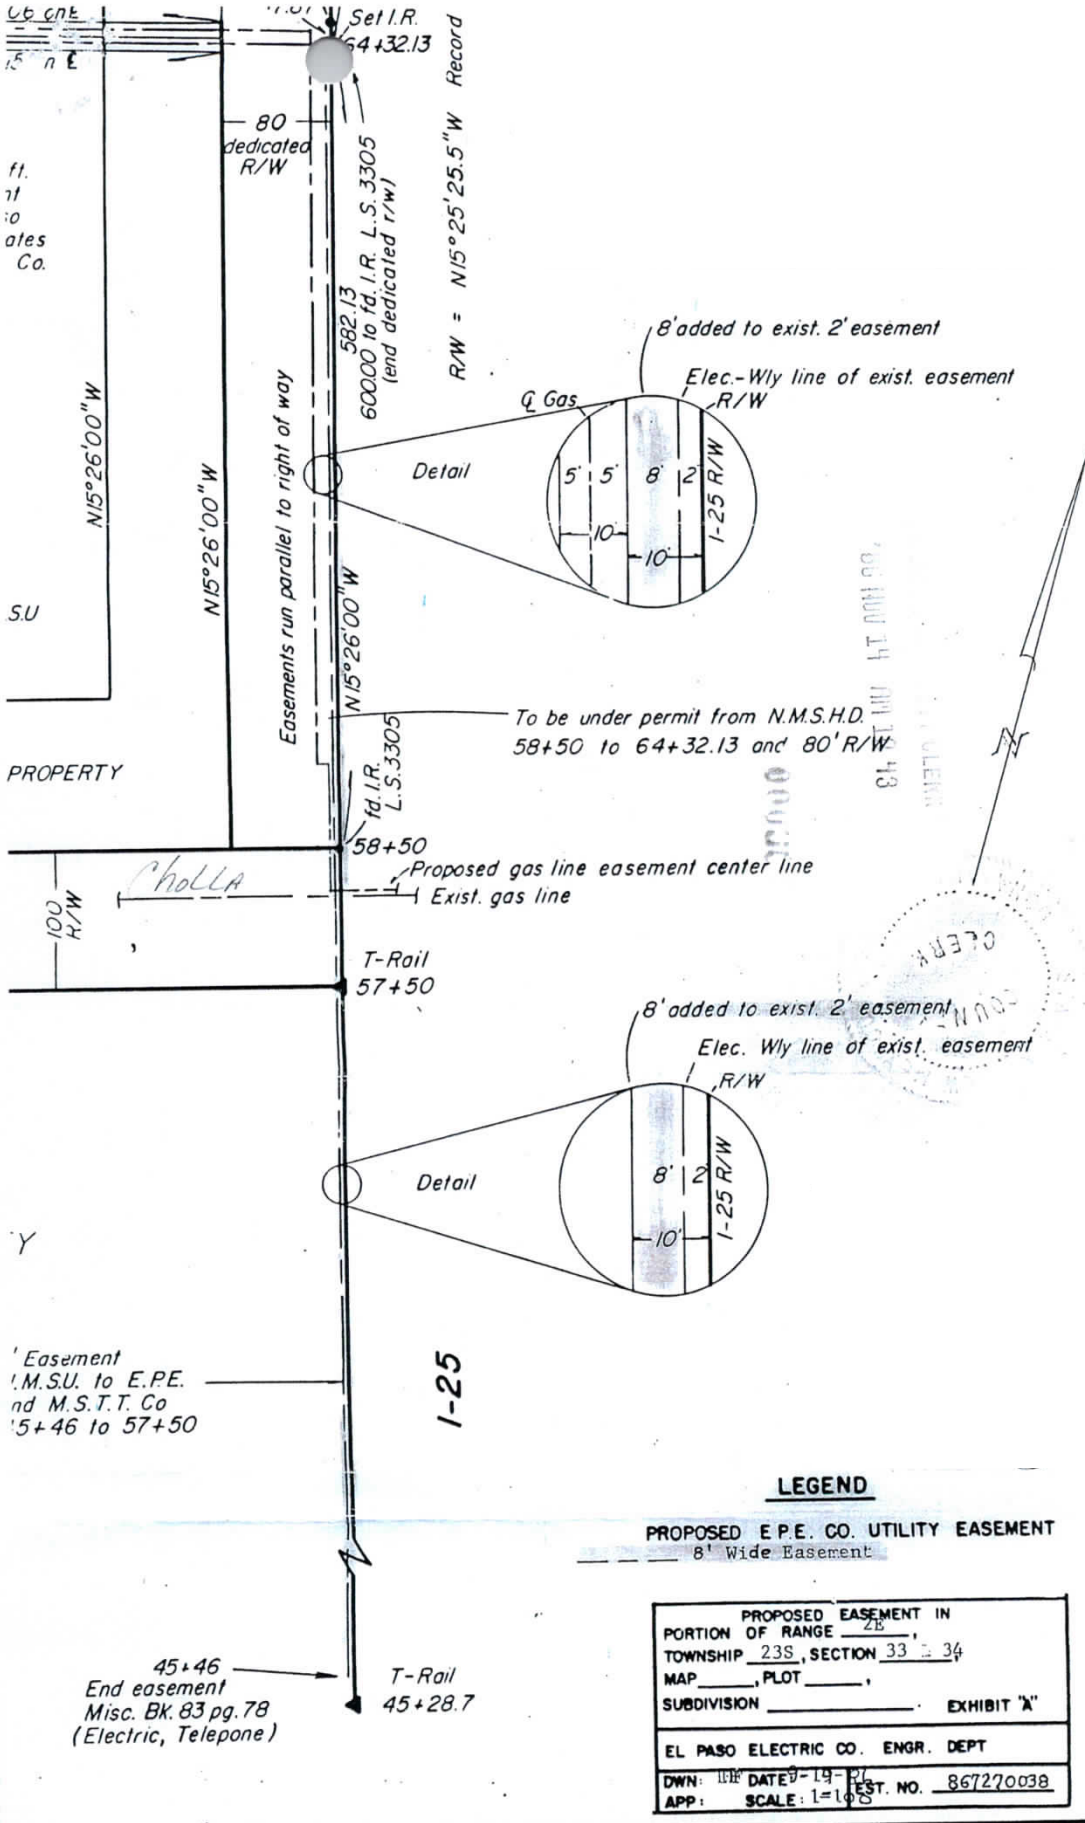 Set I.R.
64+32.13
80
dedicated
R/W
ft.
ates
Co.
582.13
600.00 to fd. I.R. L.S. 3305
(end dedicated r/w)
R/W = N15°25'25.5"W Record
N15°26'00"W
N15°26'00"W
Easements run parallel to right of way
N15°26'00"W
8' added to exist. 2' easement
Elec.-Wly line of exist. easement
R/W
℄ Gas
Detail
5' 5' 8' 2'
10'
10'
I-25 R/W
S.U
To be under permit from N.M.S.H.D.
58+50 to 64+32.13 and 80' R/W
PROPERTY
fd. I.R.
L.S. 3305
58+50
Cholla
Proposed gas line easement center line
Exist. gas line
100
R/W
T-Rail
57+50
CLERK
8' added to exist. 2' easement
Elec. Wly line of exist. easement
R/W
Detail
8' 2'
10'
I-25 R/W
Y
' Easement
.M.S.U. to E.P.E.
nd M.S.T.T. Co
5+46 to 57+50
I-25
LEGEND
PROPOSED E.P.E. CO. UTILITY EASEMENT
8' Wide Easement
45+46
End easement
Misc. BK. 83 pg. 78
(Electric, Telepone)
T-Rail
45+28.7
PROPOSED EASEMENT IN
PORTION OF RANGE 2E,
TOWNSHIP 23S, SECTION 33 34
MAP ____, PLOT ____,
SUBDIVISION ____. EXHIBIT "A"
EL PASO ELECTRIC CO. ENGR. DEPT
DWN: DATE 9-19-
EST. NO. 867270038
APP: SCALE: